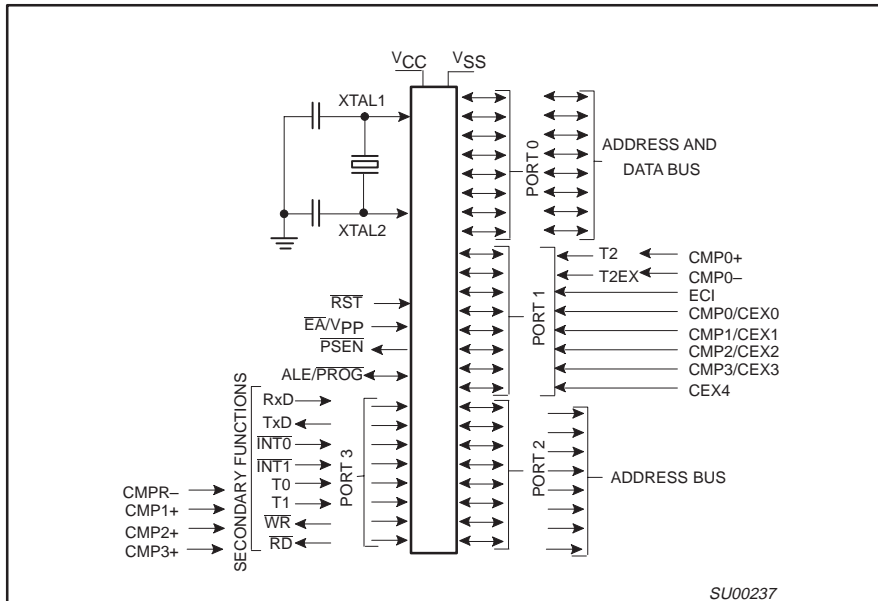 VCC VSS
XTAL1
XTAL2
RST
EA/VPP
PSEN
ALE/PROG
PORT 0
ADDRESS AND
DATA BUS
PORT 1
T2 CMP0+
T2EX CMP0–
ECI
CMP0/CEX0
CMP1/CEX1
CMP2/CEX2
CMP3/CEX3
CEX4
SECONDARY FUNCTIONS
RxD
TxD
INT0
INT1
T0
T1
WR
RD
CMPR–
CMP1+
CMP2+
CMP3+
PORT 3
PORT 2
ADDRESS BUS
SU00237